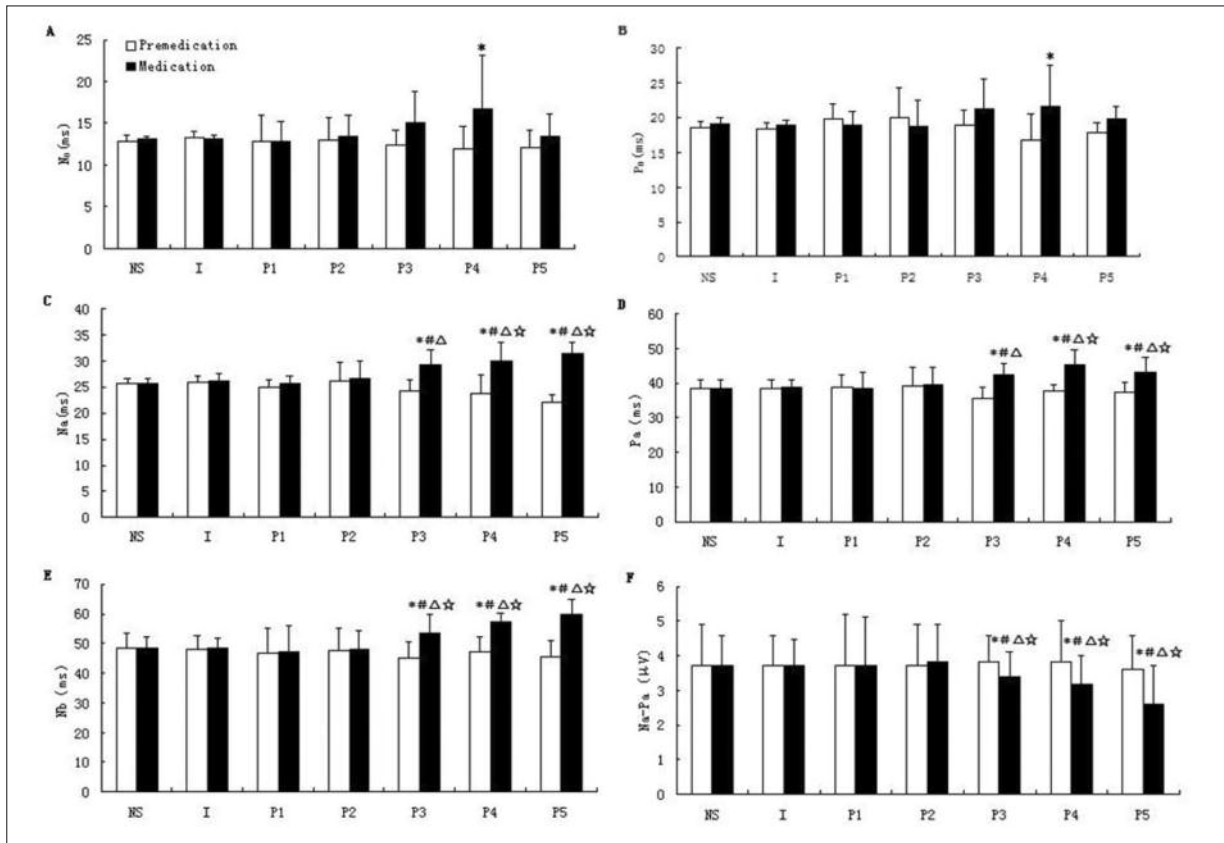 A
□ Premedication
■ Medication
*
25
20
15
10
5
0
N₀(ms)
NS I P1 P2 P3 P4 P5
B
*
30
25
20
15
10
5
0
P₀(ms)
NS I P1 P2 P3 P4 P5
C
*#△ *#△☆ *#△☆
40
35
30
25
20
15
10
5
0
Na(ms)
NS I P1 P2 P3 P4 P5
D
*#△ *#△☆ *#△☆
60
50
40
30
20
10
0
Pa(ms)
NS I P1 P2 P3 P4 P5
E
*#△☆ *#△☆ *#△☆
70
60
50
40
30
20
10
0
Nb (ms)
NS I P1 P2 P3 P4 P5
F
*#△☆ *#△☆ *#△☆
6
5
4
3
2
1
0
Na-Pa (μV)
NS I P1 P2 P3 P4 P5